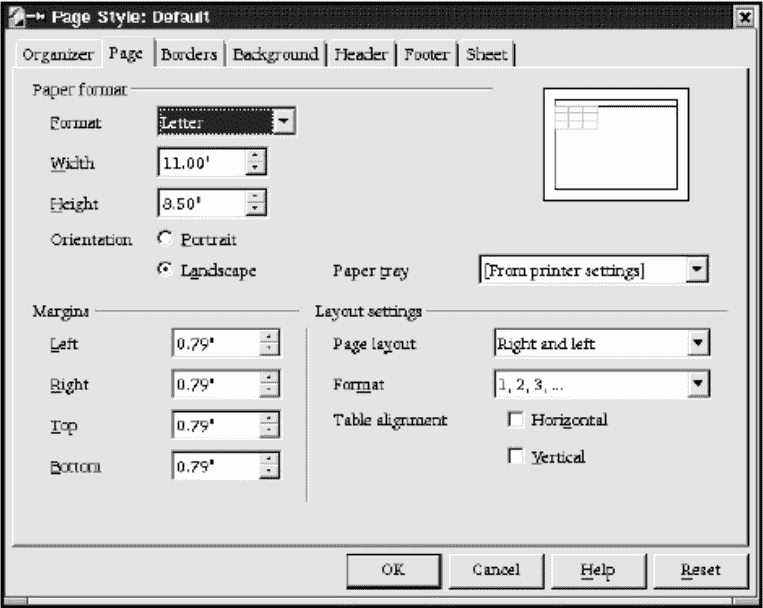 Page Style: Default
Organizer Page Borders Background Header Footer Sheet
Paper format
Format Letter
Width 11.00"
Height 8.50"
Orientation Portrait
Landscape Paper tray [From printer settings]
Margins Layout settings
Left 0.79" Page layout Right and left
Right 0.79" Format 1, 2, 3, ...
Top 0.79" Table alignment Horizontal
Bottom 0.79" Vertical
OK Cancel Help Reset